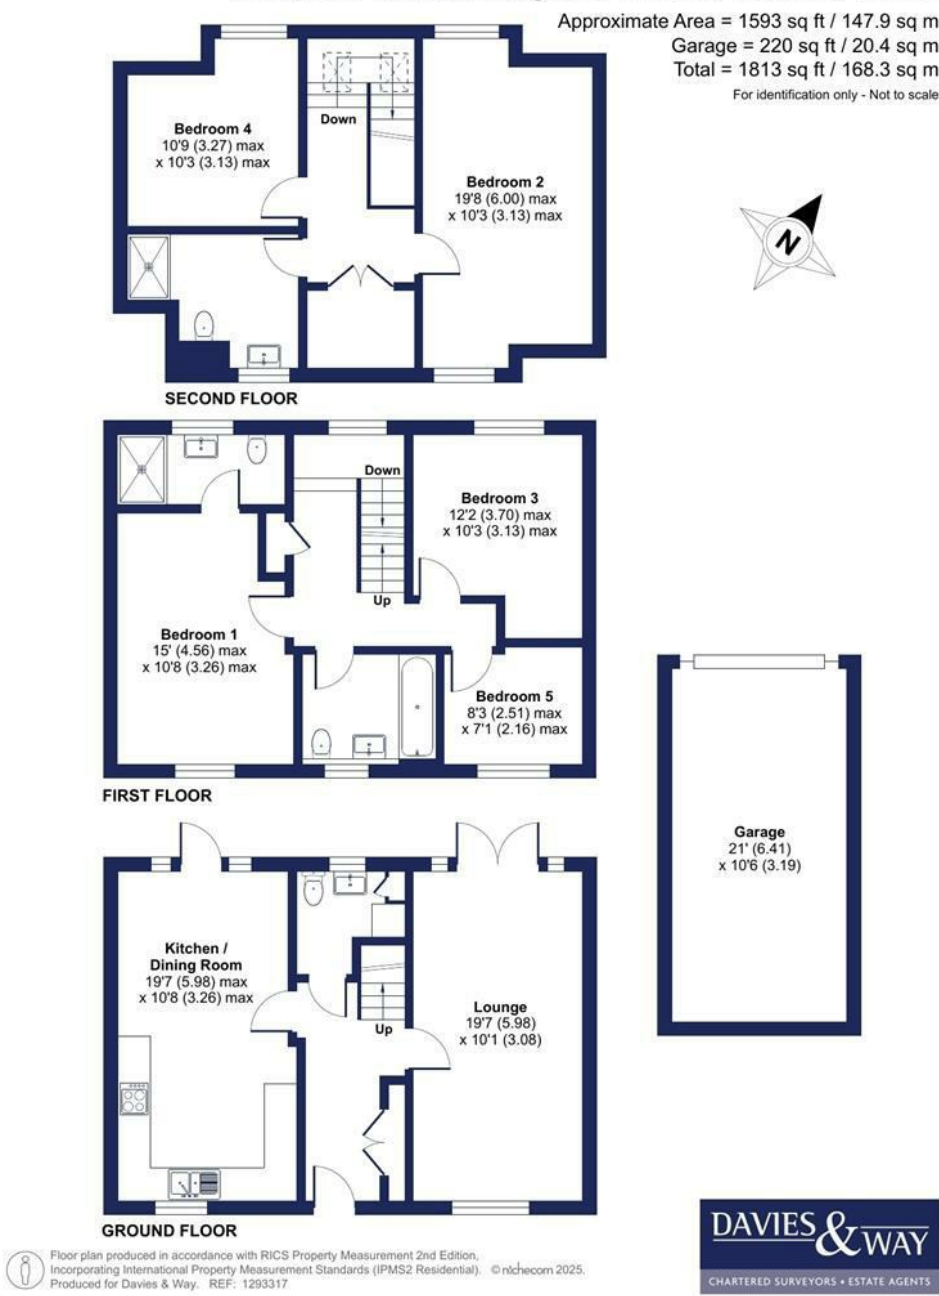 Approximate Area = 1593 sq ft / 147.9 sq m
Garage = 220 sq ft / 20.4 sq m
Total = 1813 sq ft / 168.3 sq m
For identification only - Not to scale
Bedroom 4
10'9 (3.27) max
x 10'3 (3.13) max
Down
Bedroom 2
19'8 (6.00) max
x 10'3 (3.13) max
N
SECOND FLOOR
Down
Bedroom 3
12'2 (3.70) max
x 10'3 (3.13) max
Up
Bedroom 1
15' (4.56) max
x 10'8 (3.26) max
Bedroom 5
8'3 (2.51) max
x 7'1 (2.16) max
FIRST FLOOR
Garage
21' (6.41)
x 10'6 (3.19)
Kitchen /
Dining Room
19'7 (5.98) max
x 10'8 (3.26) max
Lounge
19'7 (5.98)
x 10'1 (3.08)
Up
GROUND FLOOR
Floor plan produced in accordance with RICS Property Measurement 2nd Edition,
Incorporating International Property Measurement Standards (IPMS2 Residential). © nichecom 2025.
Produced for Davies & Way. REF: 1293317
DAVIES & WAY
CHARTERED SURVEYORS • ESTATE AGENTS